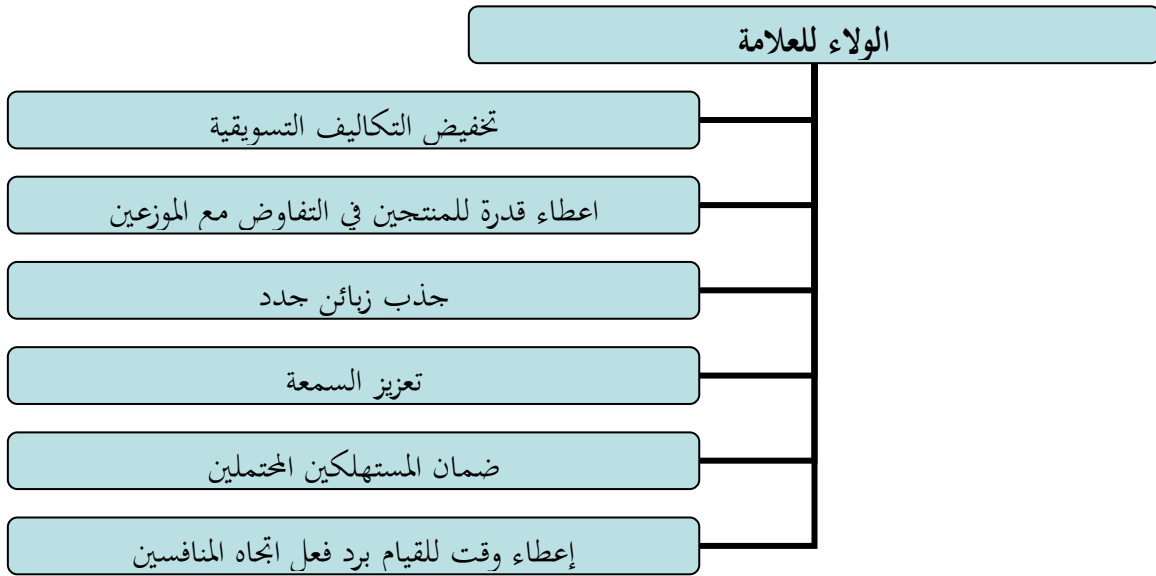 الولاء للعلامة
تخفيض التكاليف التسويقية
اعطاء قدرة للمنتجين في التفاوض مع الموزعين
جذب زبائن جدد
تعزيز السمعة
ضمان المستهلكين المحتملين
إعطاء وقت للقيام برد فعل اتجاه المنافسين